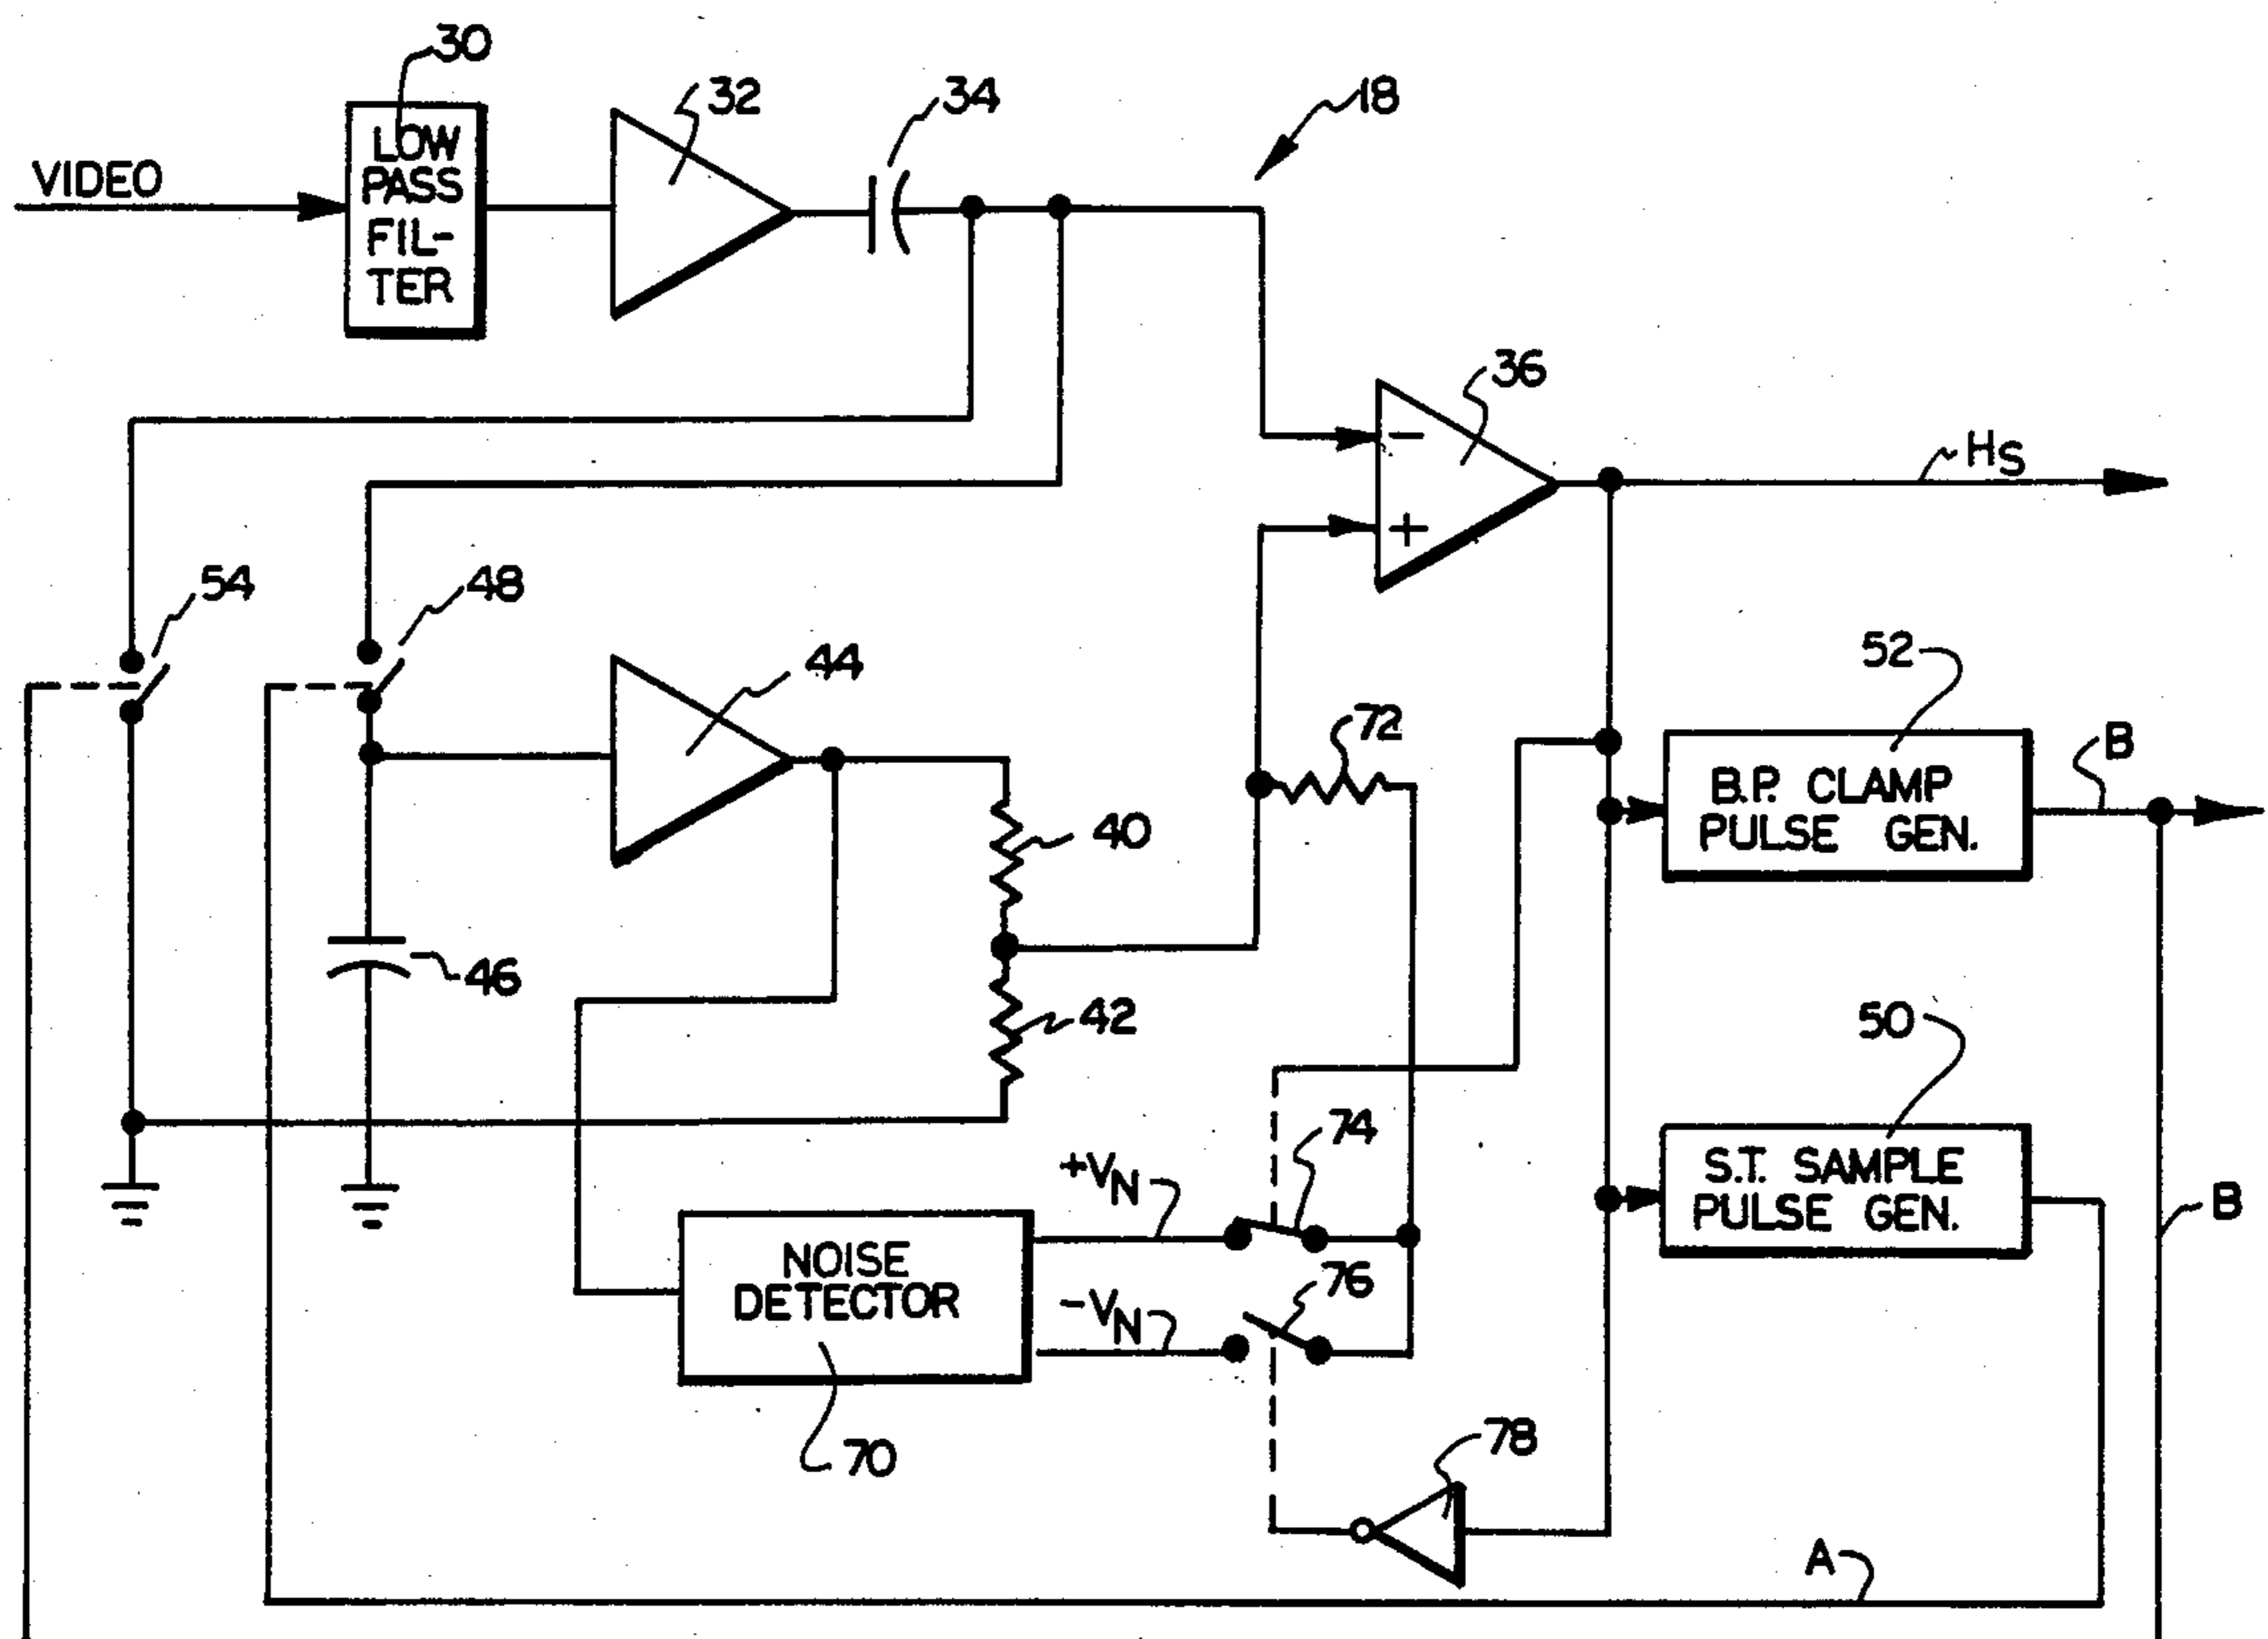 30
32
34
18
VIDEO
LOW
PASS
FIL-
TER
36
−
+
HS
54
48
44
72
52
B
B.P. CLAMP
PULSE GEN.
40
46
42
50
S.T. SAMPLE
PULSE GEN.
B
74
+VN
NOISE
DETECTOR
76
−VN
70
78
A